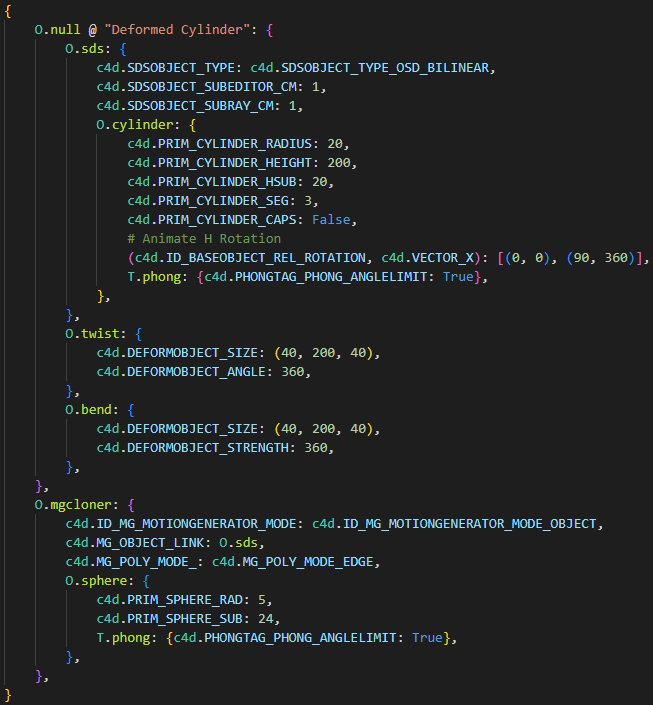 {
    O.null @ "Deformed Cylinder": {
        O.sds: {
            c4d.SDSOBJECT_TYPE: c4d.SDSOBJECT_TYPE_OSD_BILINEAR,
            c4d.SDSOBJECT_SUBEDITOR_CM: 1,
            c4d.SDSOBJECT_SUBRAY_CM: 1,
            O.cylinder: {
                c4d.PRIM_CYLINDER_RADIUS: 20,
                c4d.PRIM_CYLINDER_HEIGHT: 200,
                c4d.PRIM_CYLINDER_HSUB: 20,
                c4d.PRIM_CYLINDER_SEG: 3,
                c4d.PRIM_CYLINDER_CAPS: False,
                # Animate H Rotation
                (c4d.ID_BASEOBJECT_REL_ROTATION, c4d.VECTOR_X): [(0, 0), (90, 360)],
                T.phong: {c4d.PHONGTAG_PHONG_ANGLELIMIT: True},
            },
        },
        O.twist: {
            c4d.DEFORMOBJECT_SIZE: (40, 200, 40),
            c4d.DEFORMOBJECT_ANGLE: 360,
        },
        O.bend: {
            c4d.DEFORMOBJECT_SIZE: (40, 200, 40),
            c4d.DEFORMOBJECT_STRENGTH: 360,
        },
    },
    O.mgcloner: {
        c4d.ID_MG_MOTIONGENERATOR_MODE: c4d.ID_MG_MOTIONGENERATOR_MODE_OBJECT,
        c4d.MG_OBJECT_LINK: O.sds,
        c4d.MG_POLY_MODE_: c4d.MG_POLY_MODE_EDGE,
        O.sphere: {
            c4d.PRIM_SPHERE_RAD: 5,
            c4d.PRIM_SPHERE_SUB: 24,
            T.phong: {c4d.PHONGTAG_PHONG_ANGLELIMIT: True},
        },
    },
}